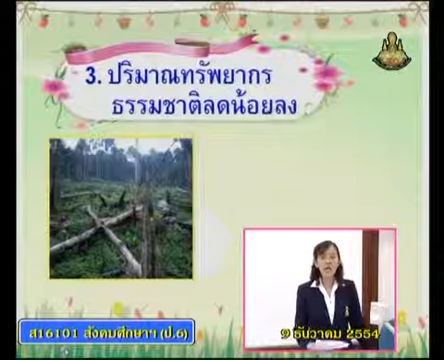 3. ปริมาณทรัพยากร
ธรรมชาติลดน้อยลง
ส16101 สังคมศึกษาฯ (ป.6)
9 ธันวาคม 2554